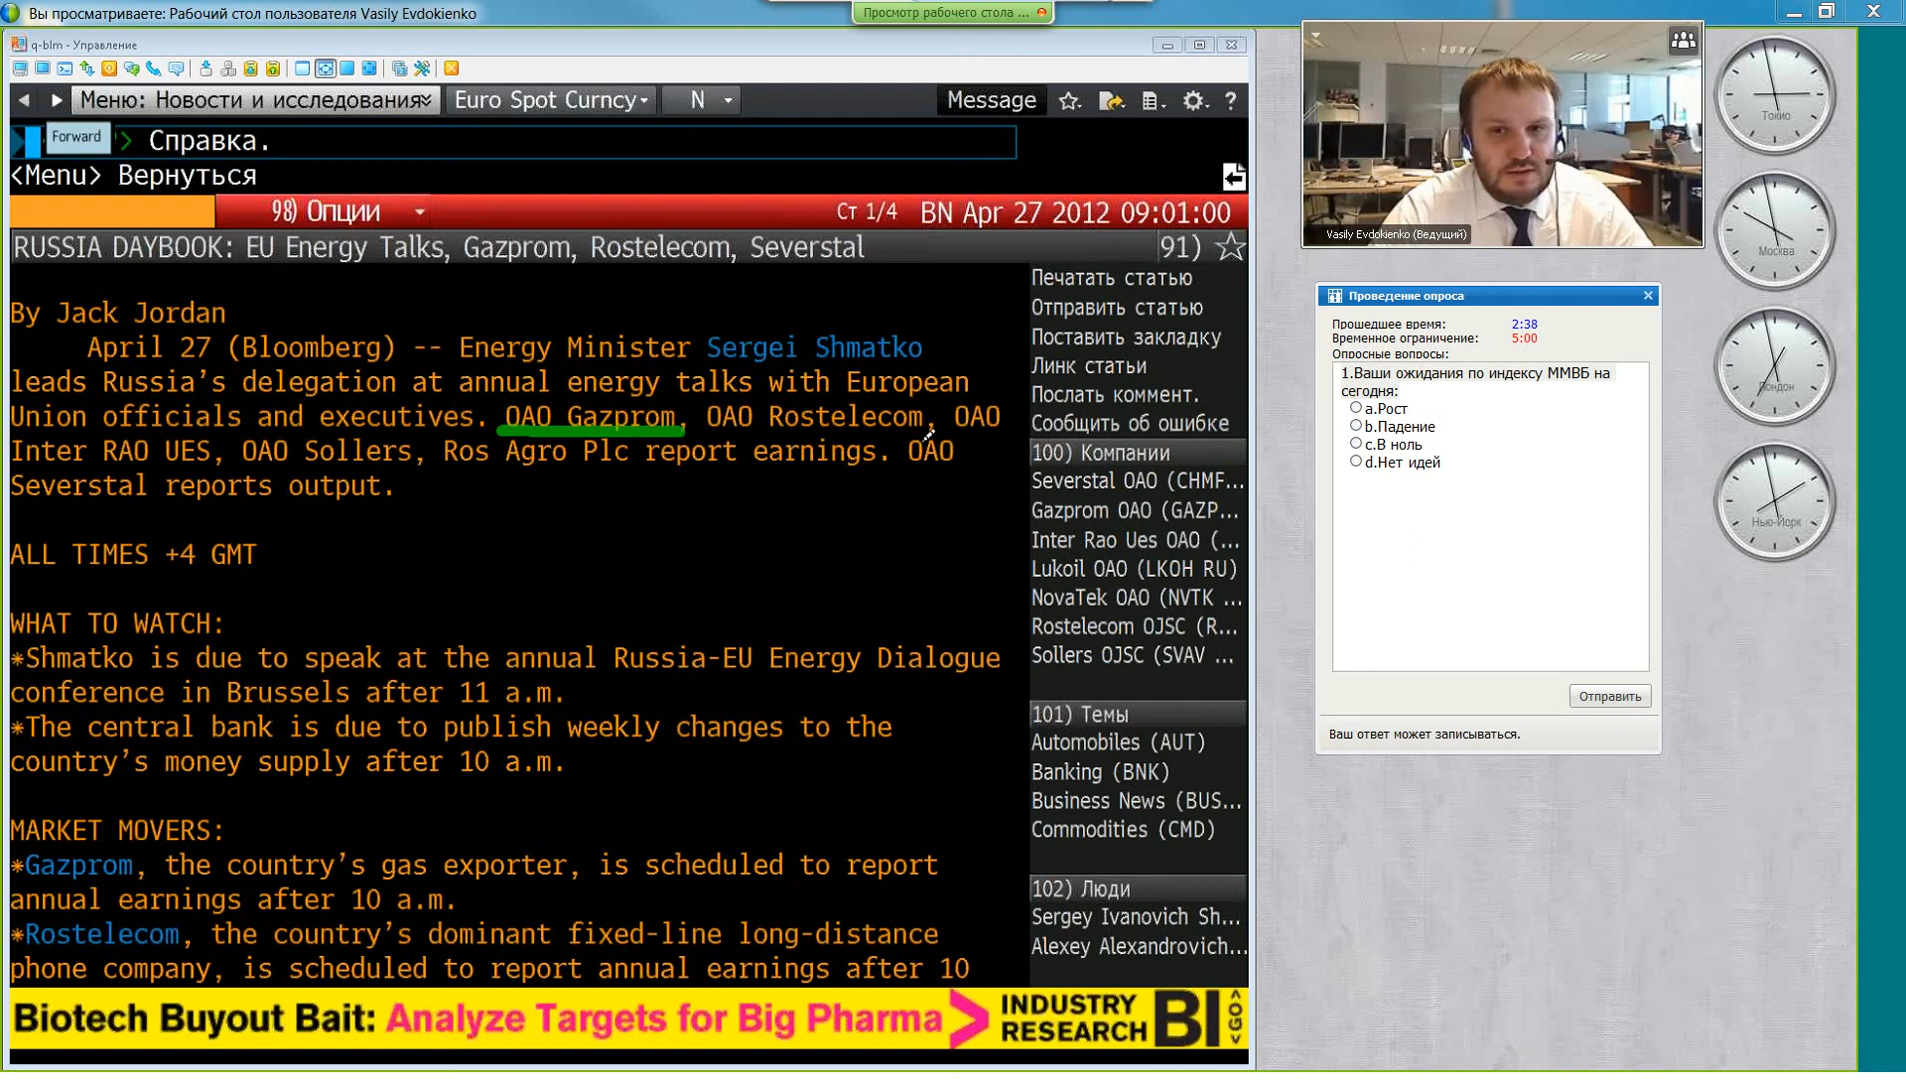 Вы просматриваете: Рабочий стол пользователя Vasily Evdokienko
Просмотр рабочего стола ...
q-blm - Управление
Меню: Новости и исследования
Euro Spot Curncy
N
Message
?
Forward
> Справка.
<Menu> Вернуться
98) Опции
Ст 1/4
BN Apr 27 2012 09:01:00
RUSSIA DAYBOOK: EU Energy Talks, Gazprom, Rostelecom, Severstal
91)
By Jack Jordan
April 27 (Bloomberg) -- Energy Minister Sergei Shmatko
leads Russia's delegation at annual energy talks with European
Union officials and executives. OAO Gazprom, OAO Rostelecom, OAO
Inter RAO UES, OAO Sollers, Ros Agro Plc report earnings. OAO
Severstal reports output.
ALL TIMES +4 GMT
WHAT TO WATCH:
*Shmatko is due to speak at the annual Russia-EU Energy Dialogue
conference in Brussels after 11 a.m.
*The central bank is due to publish weekly changes to the
country's money supply after 10 a.m.
MARKET MOVERS:
*Gazprom, the country's gas exporter, is scheduled to report
annual earnings after 10 a.m.
*Rostelecom, the country's dominant fixed-line long-distance
phone company, is scheduled to report annual earnings after 10
Печатать статью
Отправить статью
Поставить закладку
Линк статьи
Послать коммент.
Сообщить об ошибке
100) Компании
Severstal OAO (CHMF...
Gazprom OAO (GAZP...
Inter Rao Ues OAO (...
Lukoil OAO (LKOH RU)
NovaTek OAO (NVTK ...
Rostelecom OJSC (R...
Sollers OJSC (SVAV ...
101) Темы
Automobiles (AUT)
Banking (BNK)
Business News (BUS...
Commodities (CMD)
102) Люди
Sergey Ivanovich Sh...
Alexey Alexandrovich...
Biotech Buyout Bait: Analyze Targets for Big Pharma
INDUSTRY
RESEARCH
BI
<GO>
Vasily Evdokienko (Ведущий)
Проведение опроса
Прошедшее время: 2:38
Временное ограничение: 5:00
Опросные вопросы:
1.Ваши ожидания по индексу ММВБ на
сегодня:
a.Рост
b.Падение
c.В ноль
d.Нет идей
Отправить
Ваш ответ может записываться.
Токио
Москва
Лондон
Нью-Йорк